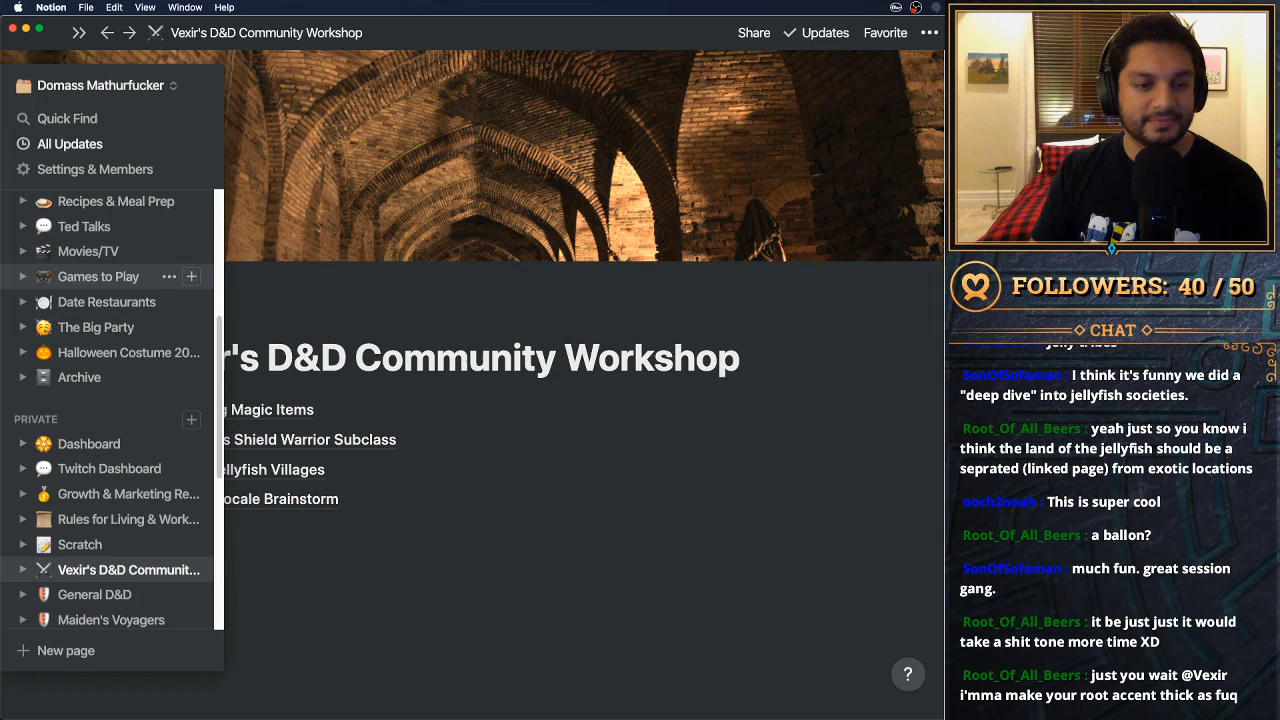 Notion File Edit View Window Help
Vexir's D&D Community Workshop
Share Updates Favorite •••
Domass Mathurfucker
Quick Find
All Updates
Settings & Members
Recipes & Meal Prep
Ted Talks
Movies/TV
Games to Play
Date Restaurants
The Big Party
Halloween Costume 20...
Archive
PRIVATE
Dashboard
Twitch Dashboard
Growth & Marketing Re...
Rules for Living & Work...
Scratch
Vexir's D&D Communit...
General D&D
Maiden's Voyagers
New page
r's D&D Community Workshop
g Magic Items
s Shield Warrior Subclass
ellyfish Villages
ocale Brainstorm
?
FOLLOWERS: 40 / 50
CHAT
jelly tribes
SonOfSofaman : I think it's funny we did a
"deep dive" into jellyfish societies.
Root_Of_All_Beers : yeah just so you know i
think the land of the jellyfish should be a
seprated (linked page) from exotic locations
ooch2noah : This is super cool
Root_Of_All_Beers : a ballon?
SonOfSofaman : much fun. great session
gang.
Root_Of_All_Beers : it be just just it would
take a shit tone more time XD
Root_Of_All_Beers : just you wait @Vexir
i'mma make your root accent thick as fuq